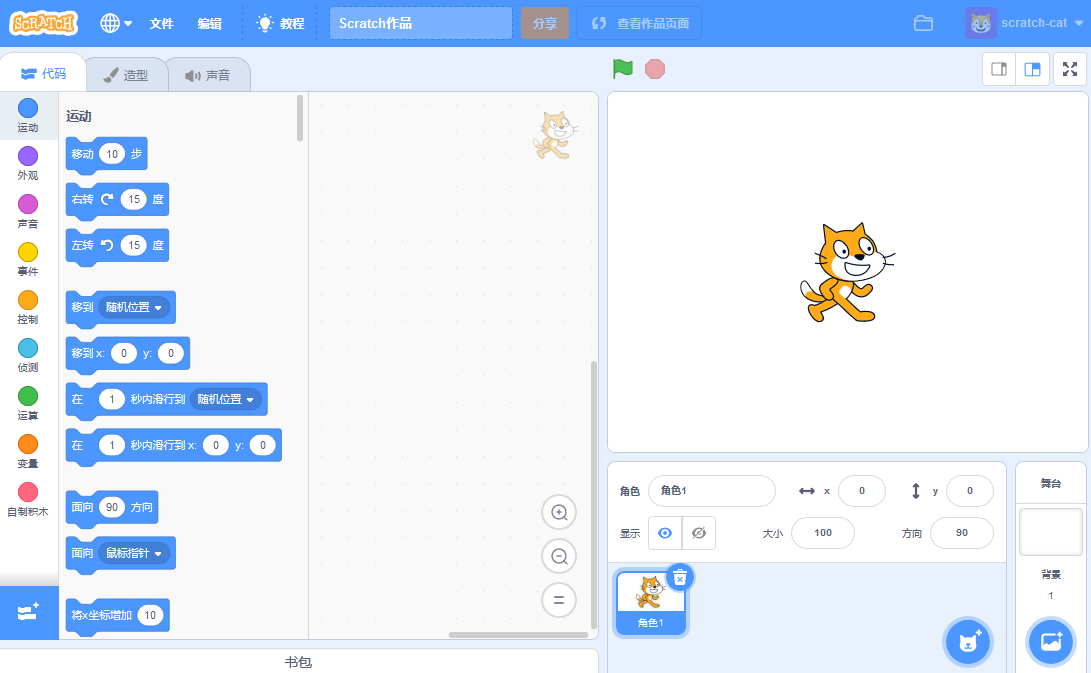 SCRATCH 文件 编辑 教程 Scratch作品 分享 查看作品页面 scratch-cat
代码 造型 声音
运动
外观
声音
事件
控制
侦测
运算
变量
自制积木
运动
移动 10 步
右转 15 度
左转 15 度
移到 随机位置
移到 x: 0 y: 0
在 1 秒内滑行到 随机位置
在 1 秒内滑行到 x: 0 y: 0
面向 90 方向
面向 鼠标指针
将x坐标增加 10
书包
角色 角色1 x 0 y 0
显示 大小 100 方向 90
角色1
舞台
背景
1